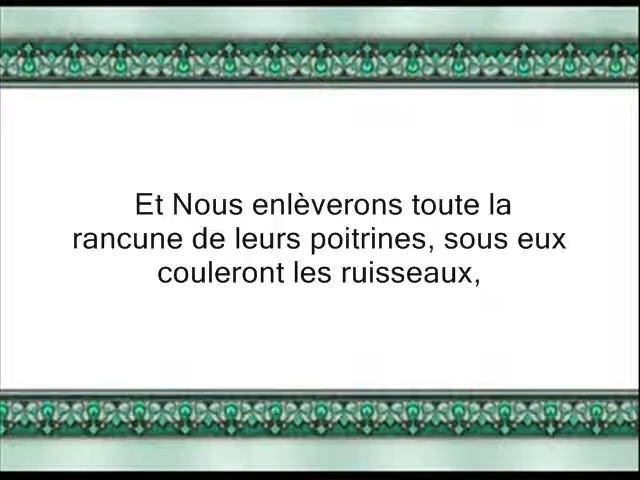 Et Nous enlèverons toute la
rancune de leurs poitrines, sous eux
couleront les ruisseaux,